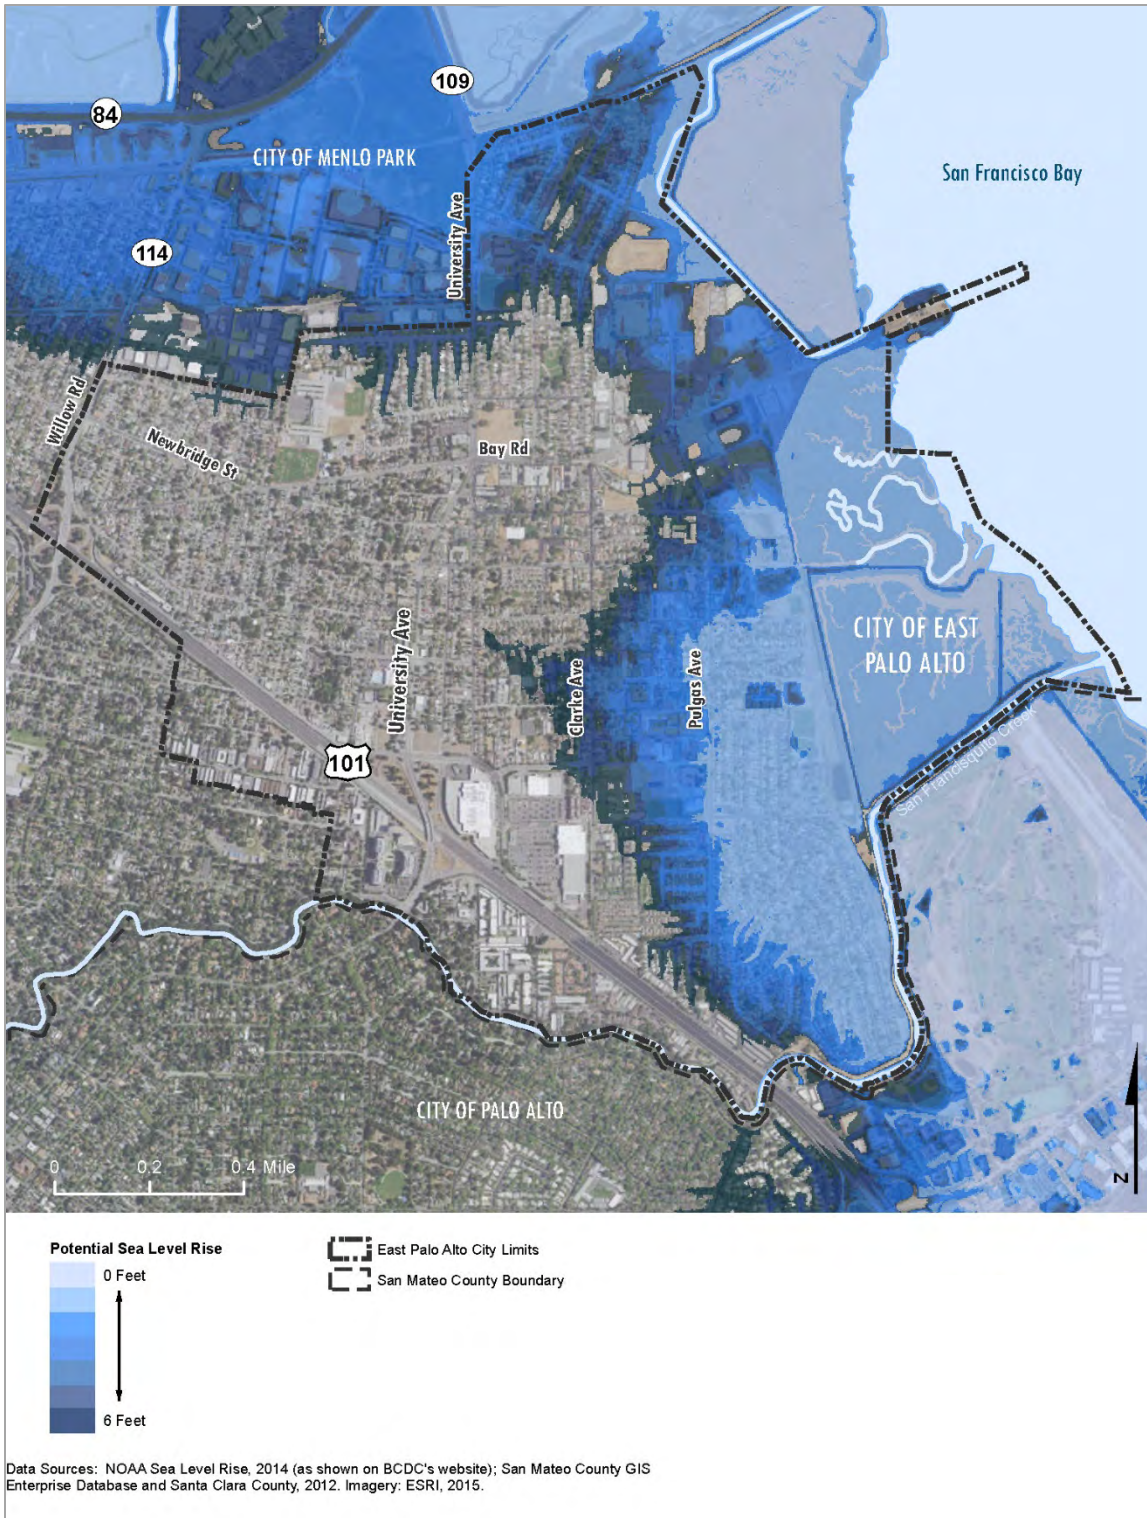 109
84
CITY OF MENLO PARK
San Francisco Bay
University Ave
114
Willow Rd
Newbridge St
Bay Rd
CITY OF EAST
PALO ALTO
University Ave
Clarke Ave
Pulgas Ave
101
San Francisquito Creek
CITY OF PALO ALTO
0 0.2 0.4 Mile
N
Potential Sea Level Rise
0 Feet
6 Feet
East Palo Alto City Limits
San Mateo County Boundary
Data Sources: NOAA Sea Level Rise, 2014 (as shown on BCDC's website); San Mateo County GIS
Enterprise Database and Santa Clara County, 2012. Imagery: ESRI, 2015.